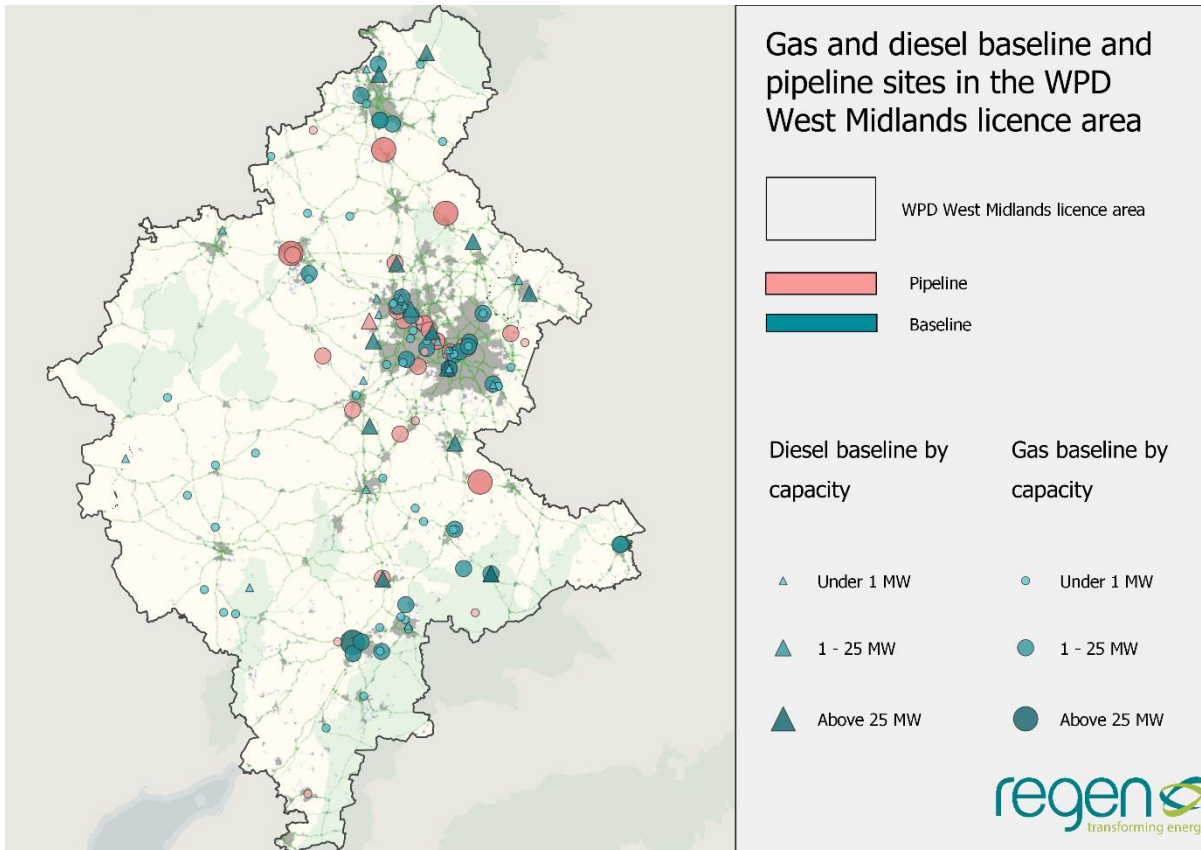 Gas and diesel baseline and
pipeline sites in the WPD
West Midlands licence area
WPD West Midlands licence area
Pipeline
Baseline
Diesel baseline by
capacity
Gas baseline by
capacity
Under 1 MW
Under 1 MW
1 - 25 MW
1 - 25 MW
Above 25 MW
Above 25 MW
regen
transforming energ